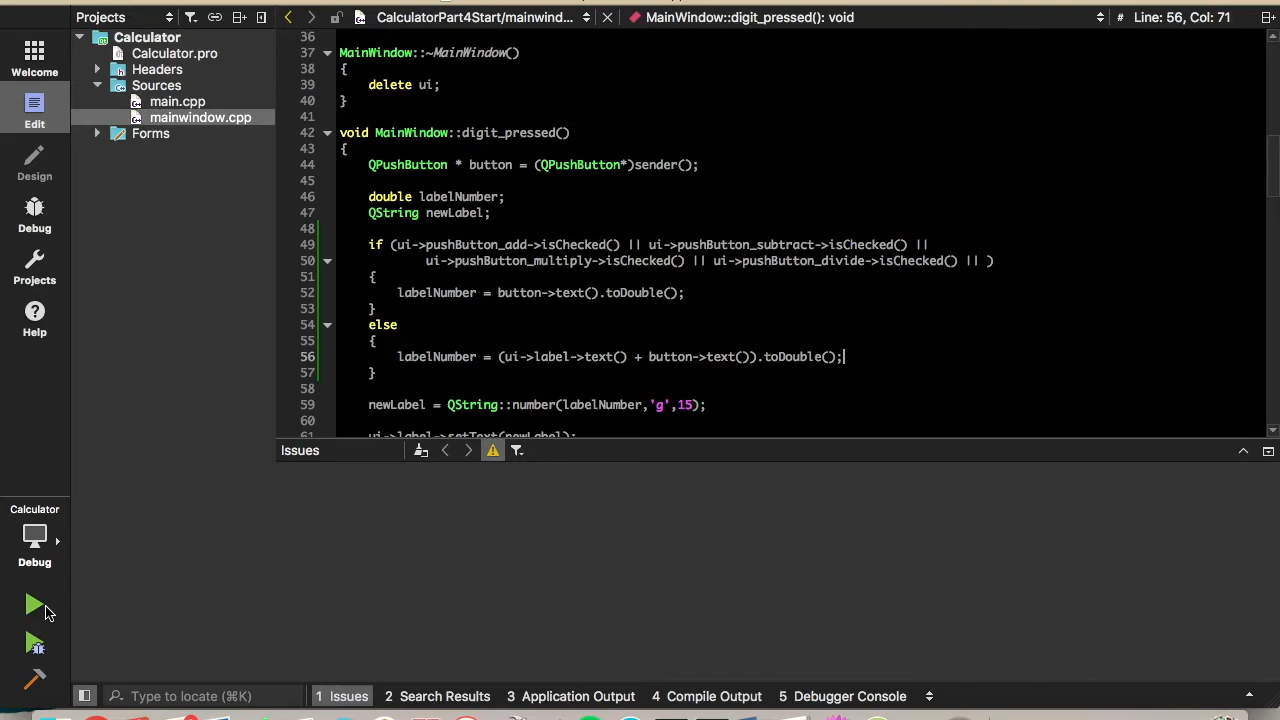 Projects
CalculatorPart4Start/mainwind...
MainWindow::digit_pressed(): void
# Line: 56, Col: 71
Welcome
Edit
Design
Debug
Projects
Help
Calculator
Debug
Calculator
Calculator.pro
Headers
Sources
main.cpp
mainwindow.cpp
Forms
36
37 MainWindow::~MainWindow()
38 {
39 delete ui;
40 }
41
42 void MainWindow::digit_pressed()
43 {
44 QPushButton * button = (QPushButton*)sender();
45
46 double labelNumber;
47 QString newLabel;
48
49 if (ui->pushButton_add->isChecked() || ui->pushButton_subtract->isChecked() ||
50 ui->pushButton_multiply->isChecked() || ui->pushButton_divide->isChecked() || )
51 {
52 labelNumber = button->text().toDouble();
53 }
54 else
55 {
56 labelNumber = (ui->label->text() + button->text()).toDouble();
57 }
58
59 newLabel = QString::number(labelNumber,'g',15);
60
61 ui->label->setText(newLabel);
Issues
Type to locate (⌘K)
1 Issues
2 Search Results
3 Application Output
4 Compile Output
5 Debugger Console